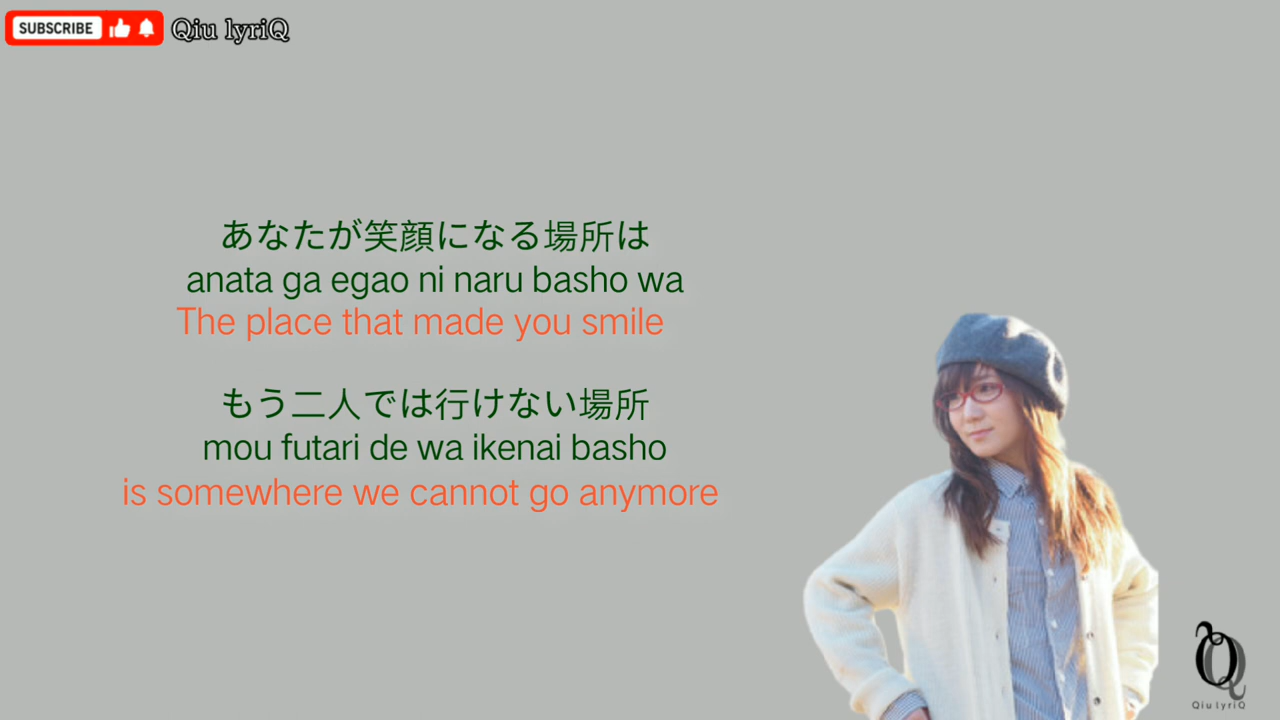 SUBSCRIBE
Qiu lyriQ
あなたが笑顔になる場所は
anata ga egao ni naru basho wa
The place that made you smile
もう二人では行けない場所
mou futari de wa ikenai basho
is somewhere we cannot go anymore
Qiu lyriQ